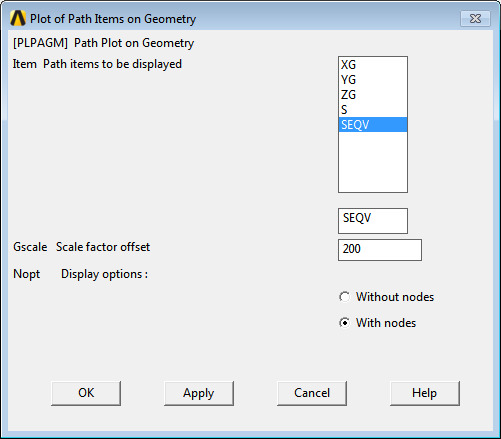 Plot of Path Items on Geometry
[PLPAGM] Path Plot on Geometry
Item Path items to be displayed
XG
YG
ZG
S
SEQV
SEQV
Gscale Scale factor offset
200
Nopt Display options :
Without nodes
With nodes
OK Apply Cancel Help